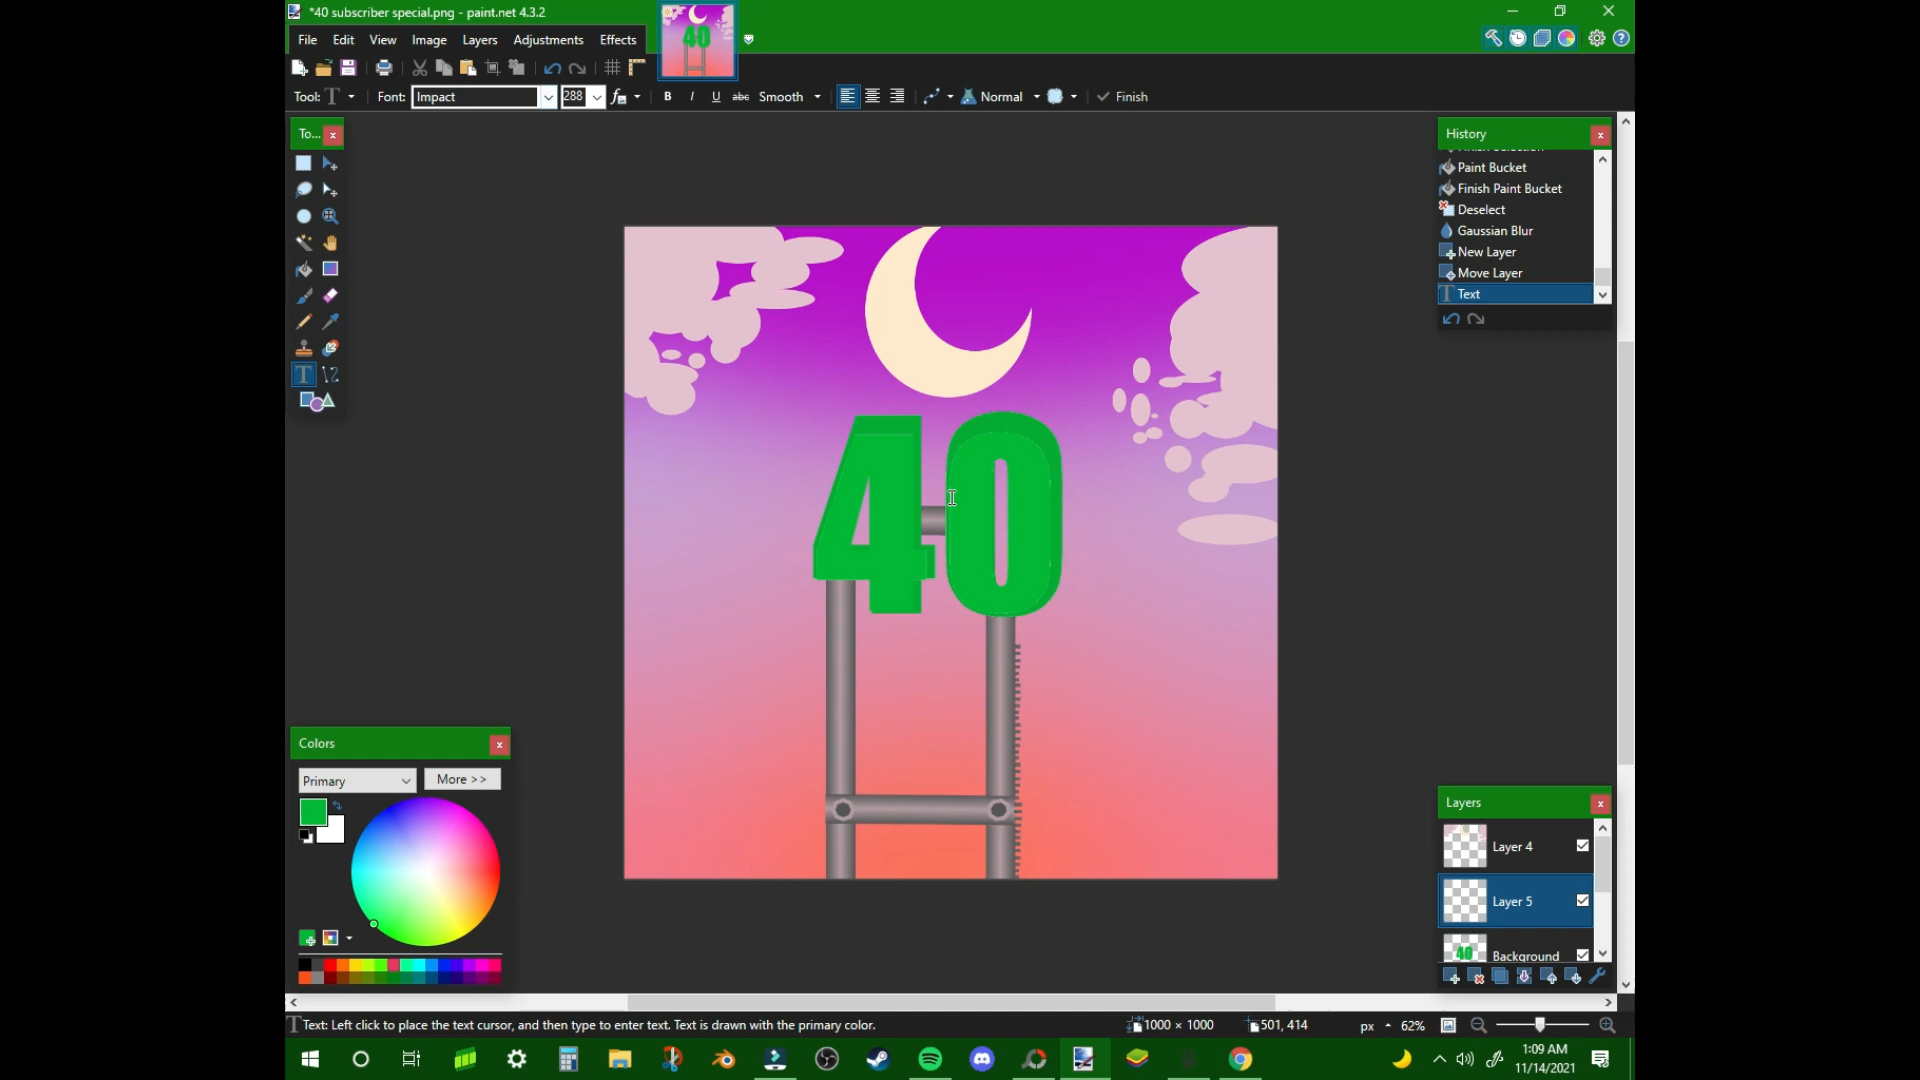 *40 subscriber special.png - paint.net 4.3.2
File Edit View Image Layers Adjustments Effects
40
Tool: T Font: Impact 288 B I U abc Smooth Normal Finish
To...
History
Paint Bucket
Finish Paint Bucket
Deselect
Gaussian Blur
New Layer
Move Layer
Text
40
Colors
Primary More >>
Layers
Layer 4
Layer 5
40 Background
Text: Left click to place the text cursor, and then type to enter text. Text is drawn with the primary color.
1000 × 1000 501, 414 px 62%
1:09 AM
11/14/2021